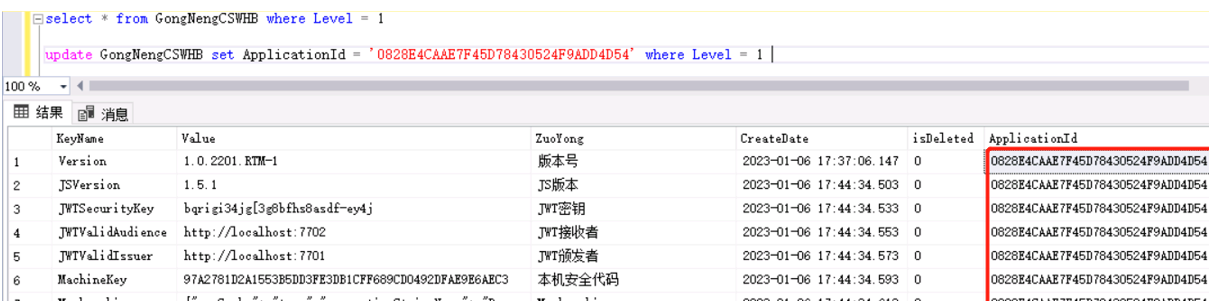 select * from GongNengCSWHB where Level = 1
update GongNengCSWHB set ApplicationId = '0828E4CAAE7F45D78430524F9ADD4D54' where Level = 1
100 %
结果 消息
KeyName Value ZuoYong CreateDate isDeleted ApplicationId
1 Version 1.0.2201.RTM-1 版本号 2023-01-06 17:37:06.147 0 0828E4CAAE7F45D78430524F9ADD4D54
2 JSVersion 1.5.1 JS版本 2023-01-06 17:44:34.503 0 0828E4CAAE7F45D78430524F9ADD4D54
3 JWTSecurityKey bqrigi34jg[3g8bfhs8asdf-ey4j JWT密钥 2023-01-06 17:44:34.533 0 0828E4CAAE7F45D78430524F9ADD4D54
4 JWTValidAudience http://localhost:7702 JWT接收者 2023-01-06 17:44:34.553 0 0828E4CAAE7F45D78430524F9ADD4D54
5 JWTValidIssuer http://localhost:7701 JWT颁发者 2023-01-06 17:44:34.573 0 0828E4CAAE7F45D78430524F9ADD4D54
6 MachineKey 97A2781D2A1553B5DD3FE3DB1CFF689CD0492DFAE9E6AEC3 本机安全代码 2023-01-06 17:44:34.593 0 0828E4CAAE7F45D78430524F9ADD4D54